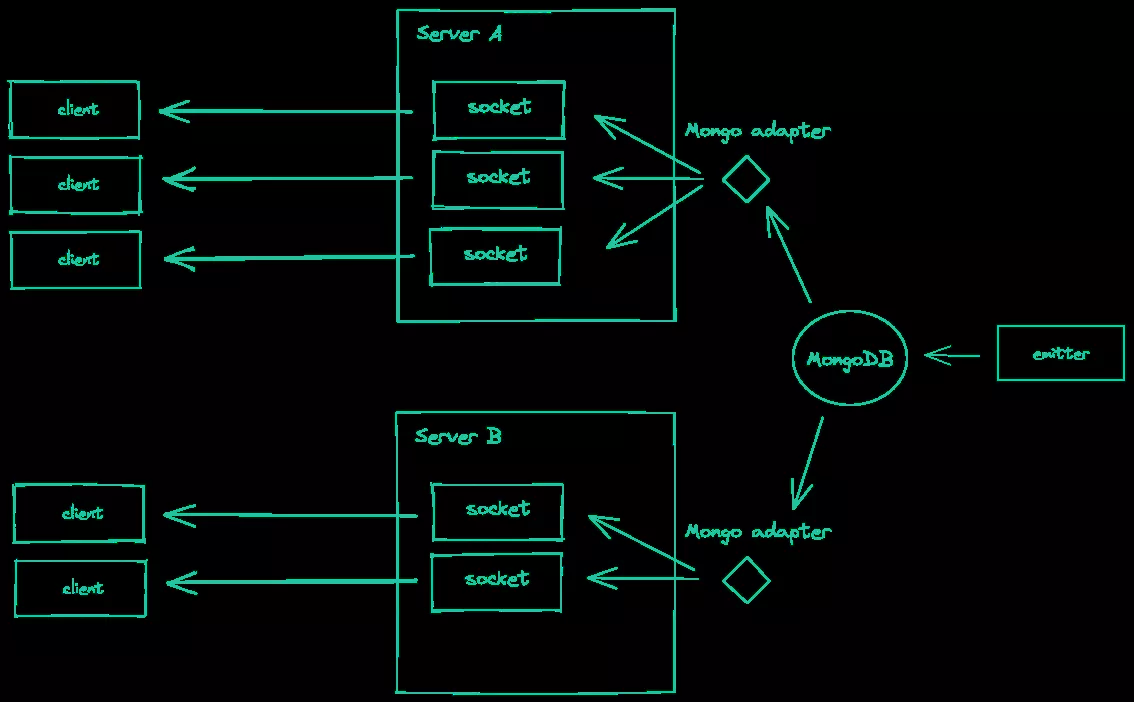 Server A
client
socket
client
socket
client
socket
Mongo adapter
MongoDB
emitter
Server B
client
socket
client
socket
Mongo adapter